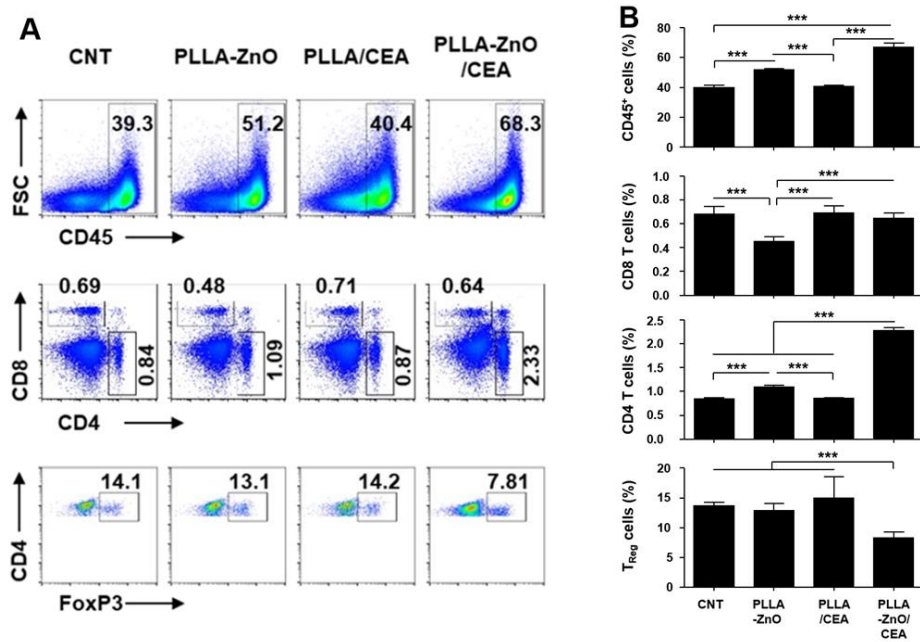 A
CNT PLLA-ZnO PLLA/CEA PLLA-ZnO
/CEA
39.3 51.2 40.4 68.3
FSC
CD45
0.69 0.48 0.71 0.64
0.84 1.09 0.87 2.33
CD8
CD4
14.1 13.1 14.2 7.81
CD4
FoxP3
B
CD45+ cells (%)
80
60
40
20
0
***
*** *** ***
CD8 T cells (%)
1.0
0.8
0.6
0.4
0.2
0.0
***
*** ***
CD4 T cells (%)
2.5
2.0
1.5
1.0
0.5
0.0
***
*** ***
TReg cells (%)
20
15
10
5
0
***
CNT PLLA PLLA PLLA
-ZnO /CEA -ZnO/
CEA